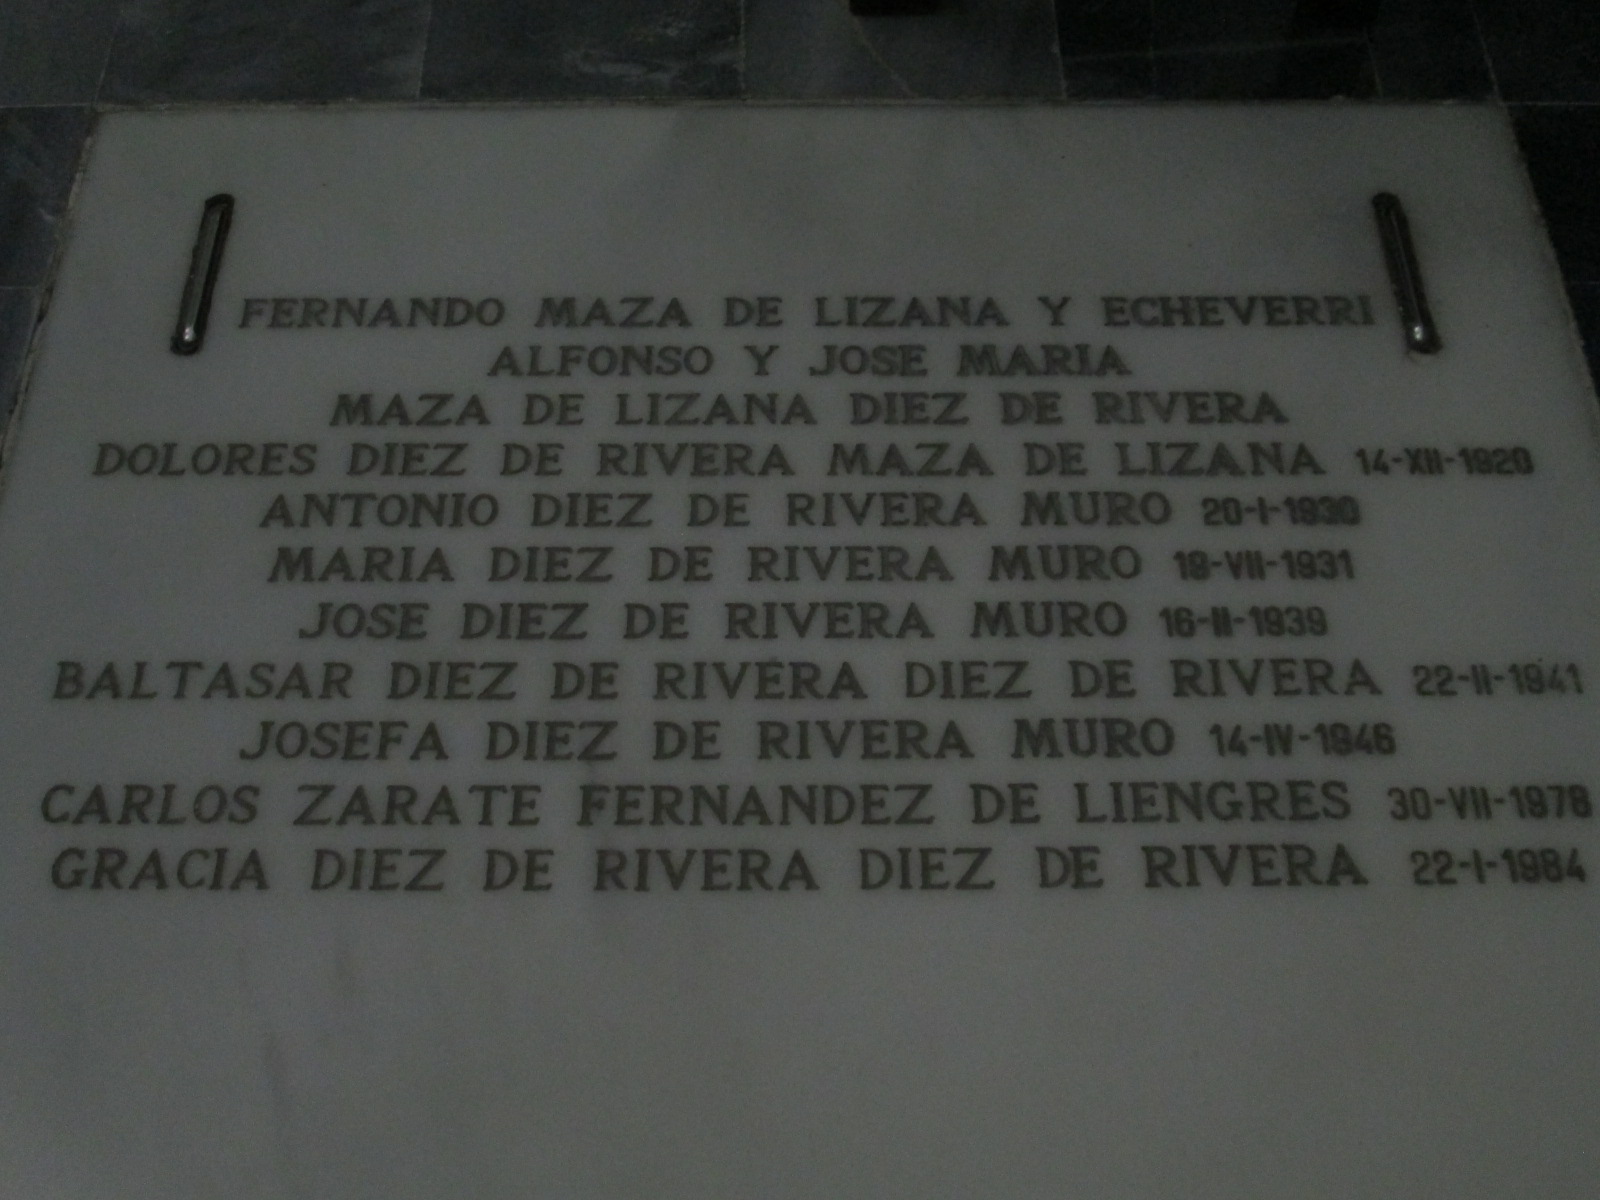 FERNANDO MAZA DE LIZANA Y ECHEVERRI
ALFONSO Y JOSE MARIA
MAZA DE LIZANA DIEZ DE RIVERA
DOLORES DIEZ DE RIVERA MAZA DE LIZANA 14-XII-1920
ANTONIO DIEZ DE RIVERA MURO 20-I-1930
MARIA DIEZ DE RIVERA MURO
JOSE DIEZ DE RIVERA MURO 16-II-1939
BALTASAR DIEZ DE RIVERA DIEZ DE RIVERA 22-II-1941
JOSEFA DIEZ DE RIVERA MURO 14-IV-1946
CARLOS ZARATE FERNANDEZ DE LIENGRES 30-VII-1978
GRACIA DIEZ DE RIVERA DIEZ DE RIVERA 22-I-1984